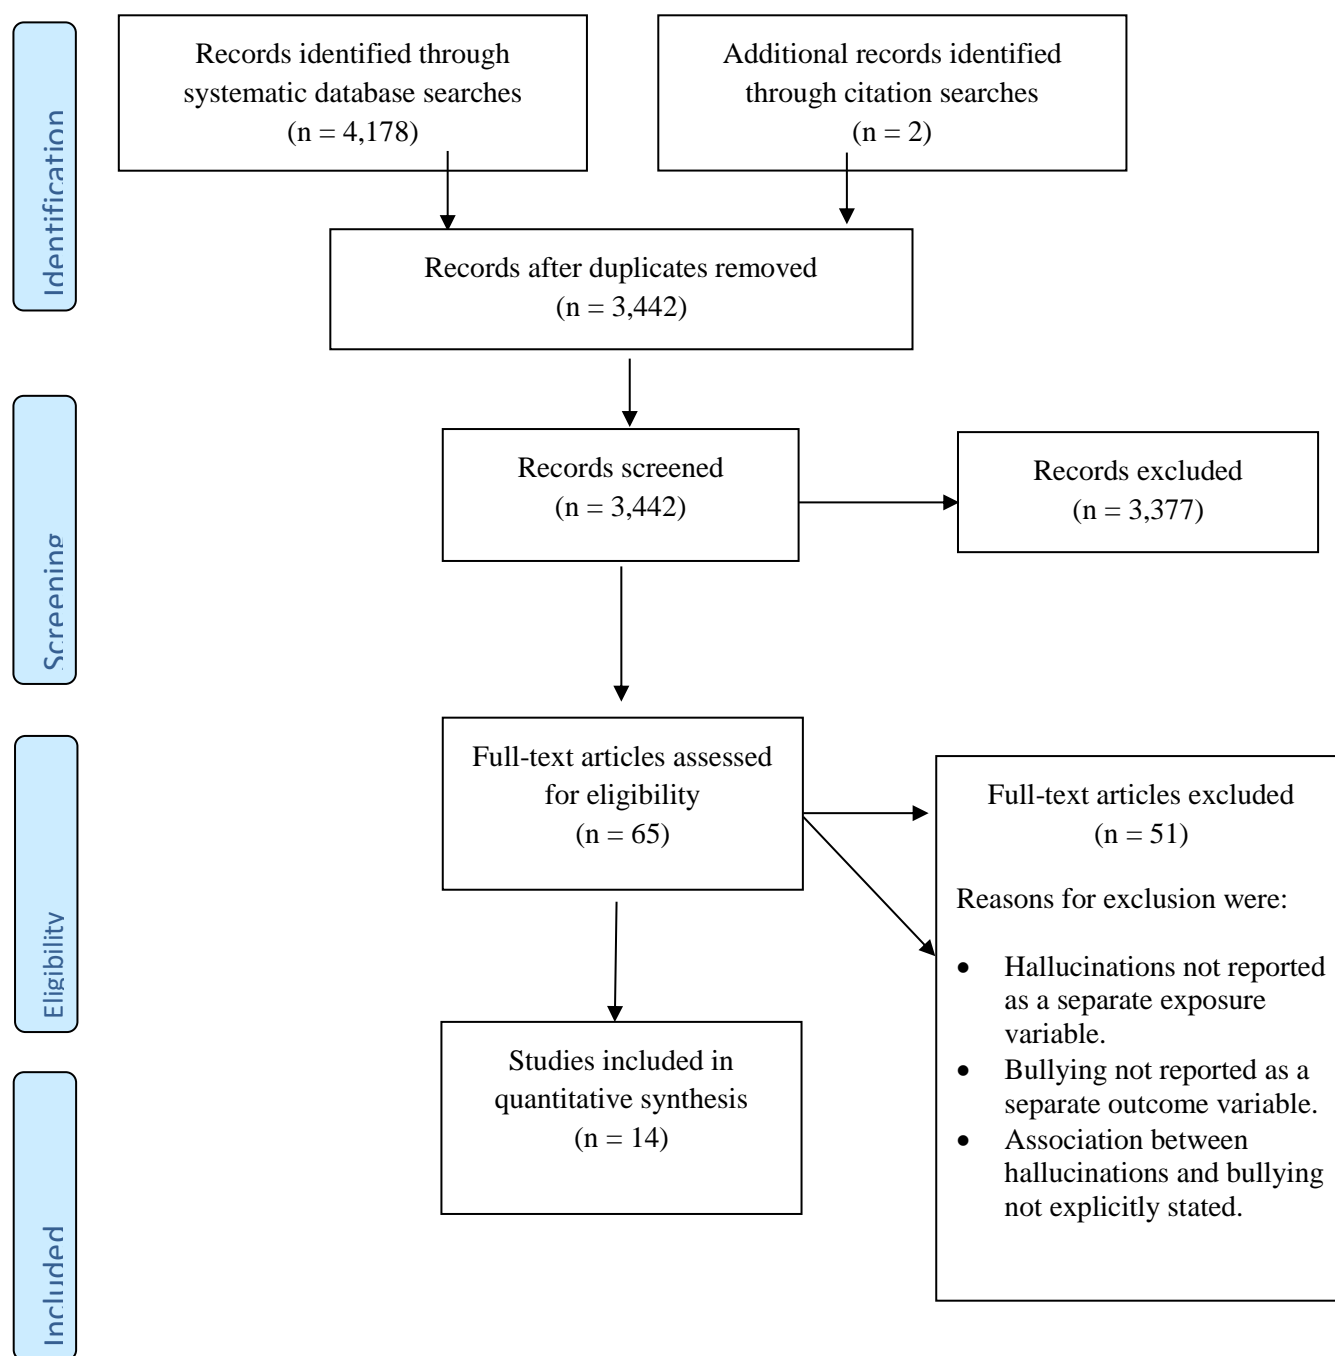 Identification
Records identified through
systematic database searches
(n = 4,178)
Additional records identified
through citation searches
(n = 2)
Records after duplicates removed
(n = 3,442)
Screening
Records screened
(n = 3,442)
Records excluded
(n = 3,377)
Eligibility
Full-text articles assessed
for eligibility
(n = 65)
Full-text articles excluded
(n = 51)
Reasons for exclusion were:
• Hallucinations not reported
as a separate exposure
variable.
• Bullying not reported as a
separate outcome variable.
• Association between
hallucinations and bullying
not explicitly stated.
Included
Studies included in
quantitative synthesis
(n = 14)